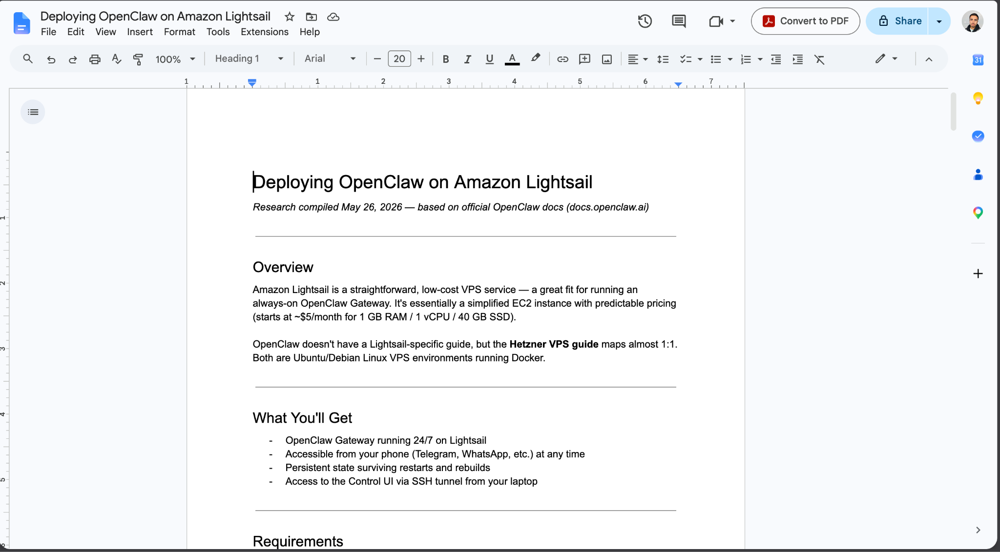 Deploying OpenClaw on Amazon Lightsail
File Edit View Insert Format Tools Extensions Help
Convert to PDF
Share
100% Heading 1 Arial 20 B I U A
31
1 1 2 3 4 5 6 7
Deploying OpenClaw on Amazon Lightsail
Research compiled May 26, 2026 — based on official OpenClaw docs (docs.openclaw.ai)
Overview
Amazon Lightsail is a straightforward, low-cost VPS service — a great fit for running an
always-on OpenClaw Gateway. It's essentially a simplified EC2 instance with predictable pricing
(starts at ~$5/month for 1 GB RAM / 1 vCPU / 40 GB SSD).
OpenClaw doesn't have a Lightsail-specific guide, but the Hetzner VPS guide maps almost 1:1.
Both are Ubuntu/Debian Linux VPS environments running Docker.
What You'll Get
- OpenClaw Gateway running 24/7 on Lightsail
- Accessible from your phone (Telegram, WhatsApp, etc.) at any time
- Persistent state surviving restarts and rebuilds
- Access to the Control UI via SSH tunnel from your laptop
Requirements
1
2
3
4
5